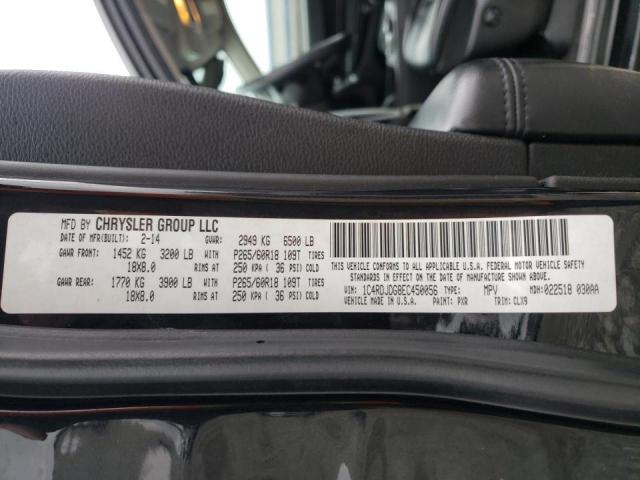 MFD BY CHRYSLER GROUP LLC
DATE OF MFR(BUILT): 2-14 GVWR: 2949 KG 6500 LB
GAWR FRONT: 1452 KG 3200 LB P265/60R18 109T TIRES
18X8.0 RIMS AT 250 KPA ( 36 PSI) COLD
GAWR REAR: 1770 KG 3900 LB P265/60R18 109T TIRES
18X8.0 RIMS AT 250 KPA ( 36 PSI) COLD
THIS VEHICLE CONFORMS TO ALL APPLICABLE U.S.A. FEDERAL MOTOR VEHICLE SAFETY
STANDARDS IN EFFECT ON THE DATE OF MANUFACTURE SHOWN ABOVE.
VIN: 1C4RDJDG8EC450056 TYPE: MPV MDH: 022518 030AA
MADE IN U.S.A. PAINT: PXR TRIM: CLX9